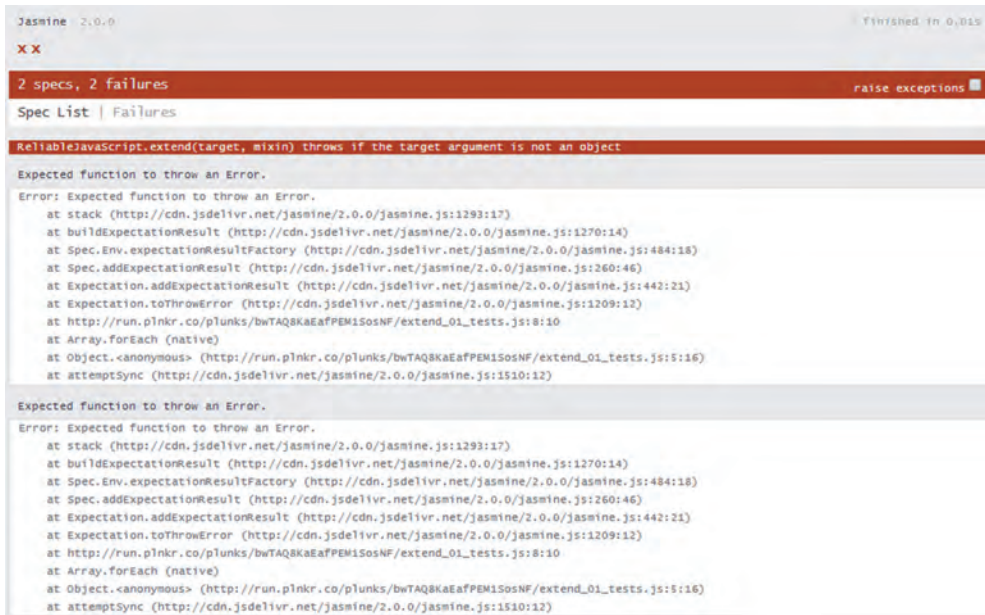 Jasmine 2.0.0
finished in 0.01s
x x
2 specs, 2 failures
raise exceptions
Spec List | Failures
ReliableJavaScript.extend(target, mixin) throws if the target argument is not an object
Expected function to throw an Error.
Error: Expected function to throw an Error.
at stack (http://cdn.jsdelivr.net/jasmine/2.0.0/jasmine.js:1293:17)
at buildExpectationResult (http://cdn.jsdelivr.net/jasmine/2.0.0/jasmine.js:1270:14)
at Spec.Env.expectationResultFactory (http://cdn.jsdelivr.net/jasmine/2.0.0/jasmine.js:484:18)
at Spec.addExpectationResult (http://cdn.jsdelivr.net/jasmine/2.0.0/jasmine.js:260:46)
at Expectation.addExpectationResult (http://cdn.jsdelivr.net/jasmine/2.0.0/jasmine.js:442:21)
at Expectation.toThrowError (http://cdn.jsdelivr.net/jasmine/2.0.0/jasmine.js:1209:12)
at http://run.plnkr.co/plunks/bwTAQ8KaEafPEM1SosNF/extend_01_tests.js:8:10
at Array.forEach (native)
at Object.<anonymous> (http://run.plnkr.co/plunks/bwTAQ8KaEafPEM1SosNF/extend_01_tests.js:5:16)
at attemptSync (http://cdn.jsdelivr.net/jasmine/2.0.0/jasmine.js:1510:12)
Expected function to throw an Error.
Error: Expected function to throw an Error.
at stack (http://cdn.jsdelivr.net/jasmine/2.0.0/jasmine.js:1293:17)
at buildExpectationResult (http://cdn.jsdelivr.net/jasmine/2.0.0/jasmine.js:1270:14)
at Spec.Env.expectationResultFactory (http://cdn.jsdelivr.net/jasmine/2.0.0/jasmine.js:484:18)
at Spec.addExpectationResult (http://cdn.jsdelivr.net/jasmine/2.0.0/jasmine.js:260:46)
at Expectation.addExpectationResult (http://cdn.jsdelivr.net/jasmine/2.0.0/jasmine.js:442:21)
at Expectation.toThrowError (http://cdn.jsdelivr.net/jasmine/2.0.0/jasmine.js:1209:12)
at http://run.plnkr.co/plunks/bwTAQ8KaEafPEM1SosNF/extend_01_tests.js:8:10
at Array.forEach (native)
at Object.<anonymous> (http://run.plnkr.co/plunks/bwTAQ8KaEafPEM1SosNF/extend_01_tests.js:5:16)
at attemptSync (http://cdn.jsdelivr.net/jasmine/2.0.0/jasmine.js:1510:12)